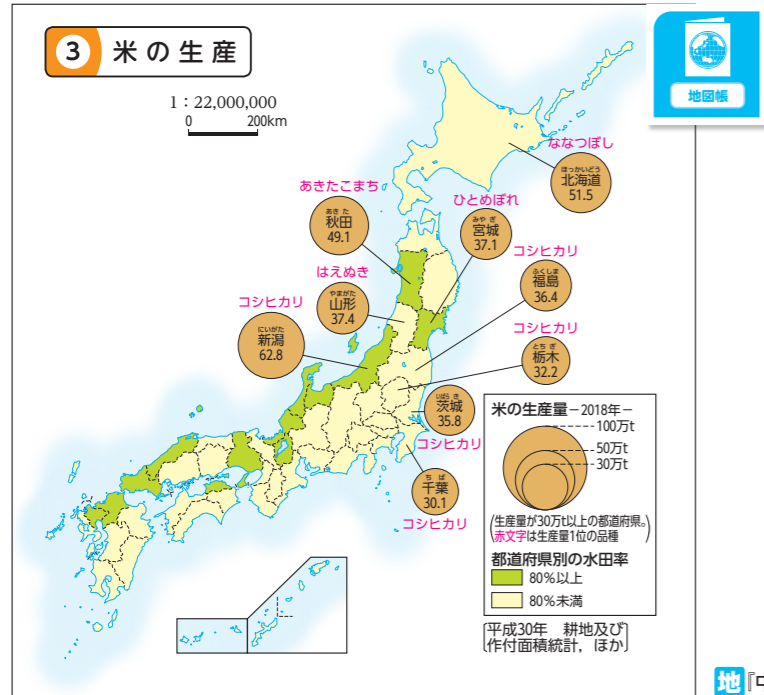 3 米の生産
地図帳
1：22,000,000
0 200km
ななつぼし
ほっかいどう
北海道
51.5
あきたこまち
あきた
秋田
49.1
ひとめぼれ
みやぎ
宮城
37.1
はえぬき
やまがた
山形
37.4
コシヒカリ
ふくしま
福島
36.4
コシヒカリ
にいがた
新潟
62.8
コシヒカリ
とちぎ
栃木
32.2
いばらき
茨城
35.8
コシヒカリ
ちば
千葉
30.1
コシヒカリ
米の生産量－2018年－
100万t
50万t
30万t
(生産量が30万t以上の都道府県。
赤文字は生産量1位の品種)
都道府県別の水田率
80%以上
80%未満
[平成30年　耕地及び
作付面積統計，ほか]
地『